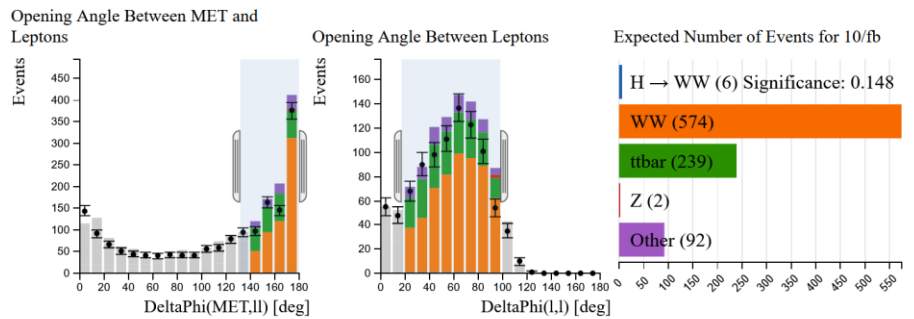 Opening Angle Between MET and
Leptons
Events
450
400
350
300
250
200
150
100
50
0
0 20 40 60 80 100 120 140 160 180
DeltaPhi(MET,ll) [deg]
Opening Angle Between Leptons
Events
160
140
120
100
80
60
40
20
0
0 20 40 60 80 100 120 140 160 180
DeltaPhi(l,l) [deg]
Expected Number of Events for 10/fb
H → WW (6) Significance: 0.148
WW (574)
ttbar (239)
Z (2)
Other (92)
0 50 100 150 200 250 300 350 400 450 500 550